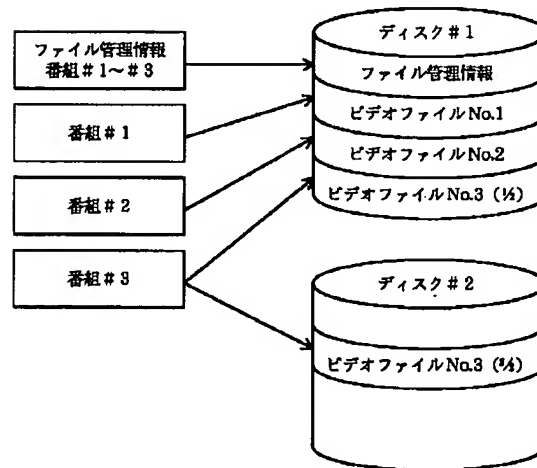 ファイル管理情報
番組#1～#3
番組#1
番組#2
番組#3
ディスク#1
ファイル管理情報
ビデオファイルNo.1
ビデオファイルNo.2
ビデオファイルNo.3 (½)
ディスク#2
ビデオファイルNo.3